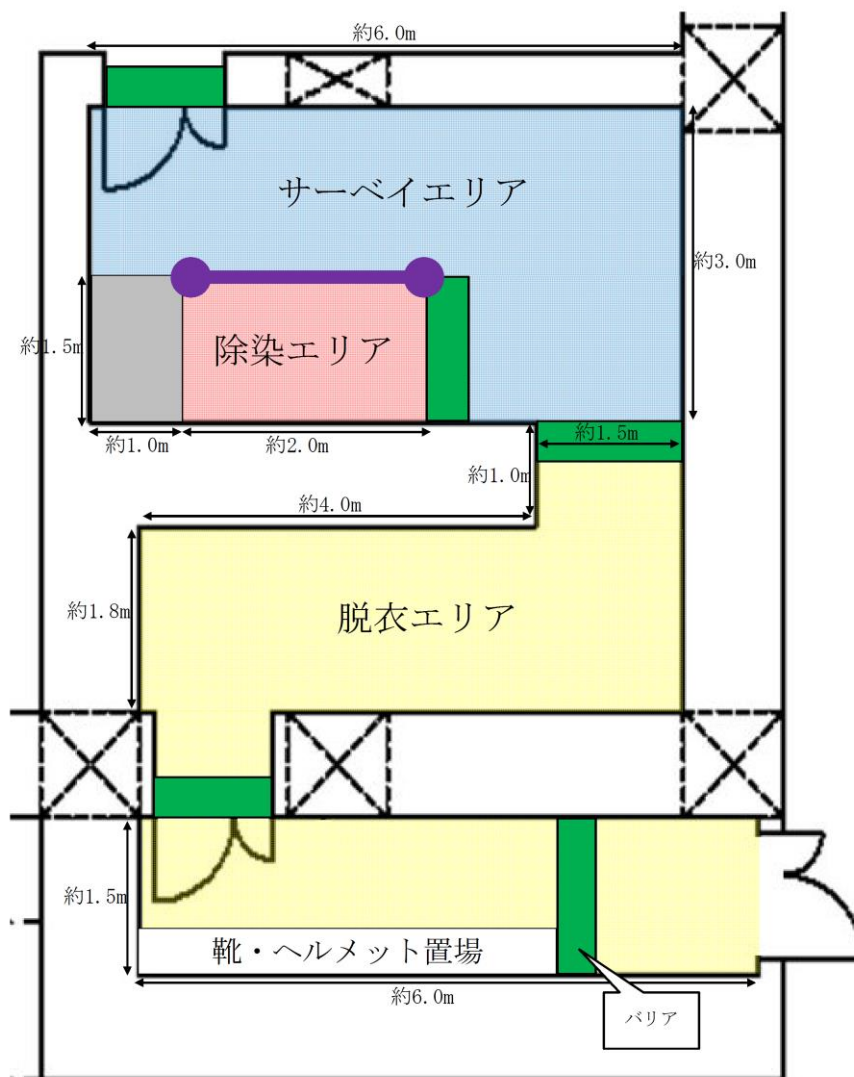 約6.0m
サーベイエリア
約3.0m
約1.5m
除染エリア
約1.0m
約2.0m
約1.5m
約1.0m
約4.0m
約1.8m
脱衣エリア
約1.5m
靴・ヘルメット置場
約6.0m
バリア